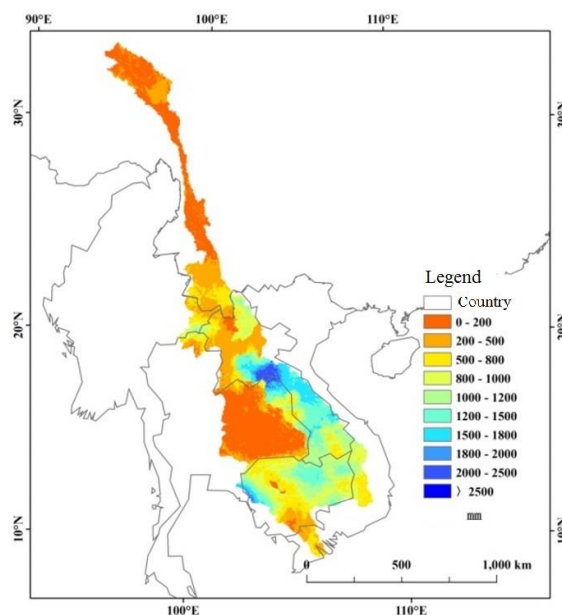 90°E 100°E 110°E
30°N
20°N
10°N
Legend
Country
0 - 200
200 - 500
500 - 800
800 - 1000
1000 - 1200
1200 - 1500
1500 - 1800
1800 - 2000
2000 - 2500
〉 2500
mm
0 500 1,000 km
100°E 110°E